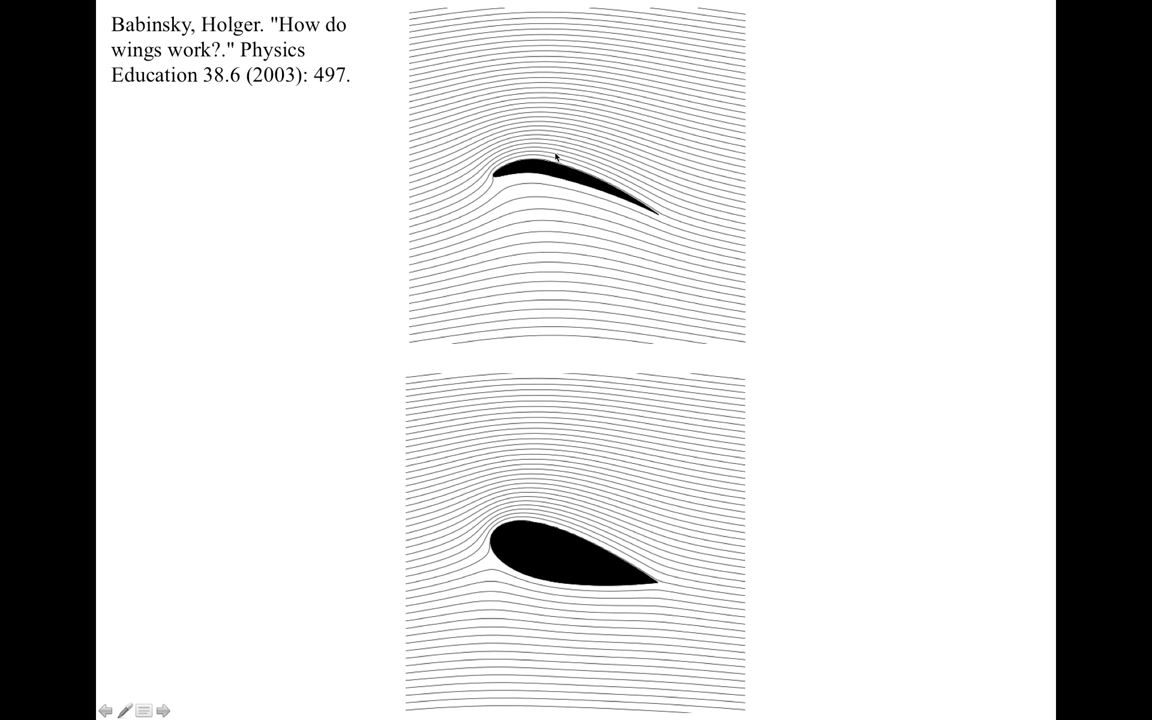 Babinsky, Holger. "How do
wings work?." Physics
Education 38.6 (2003): 497.